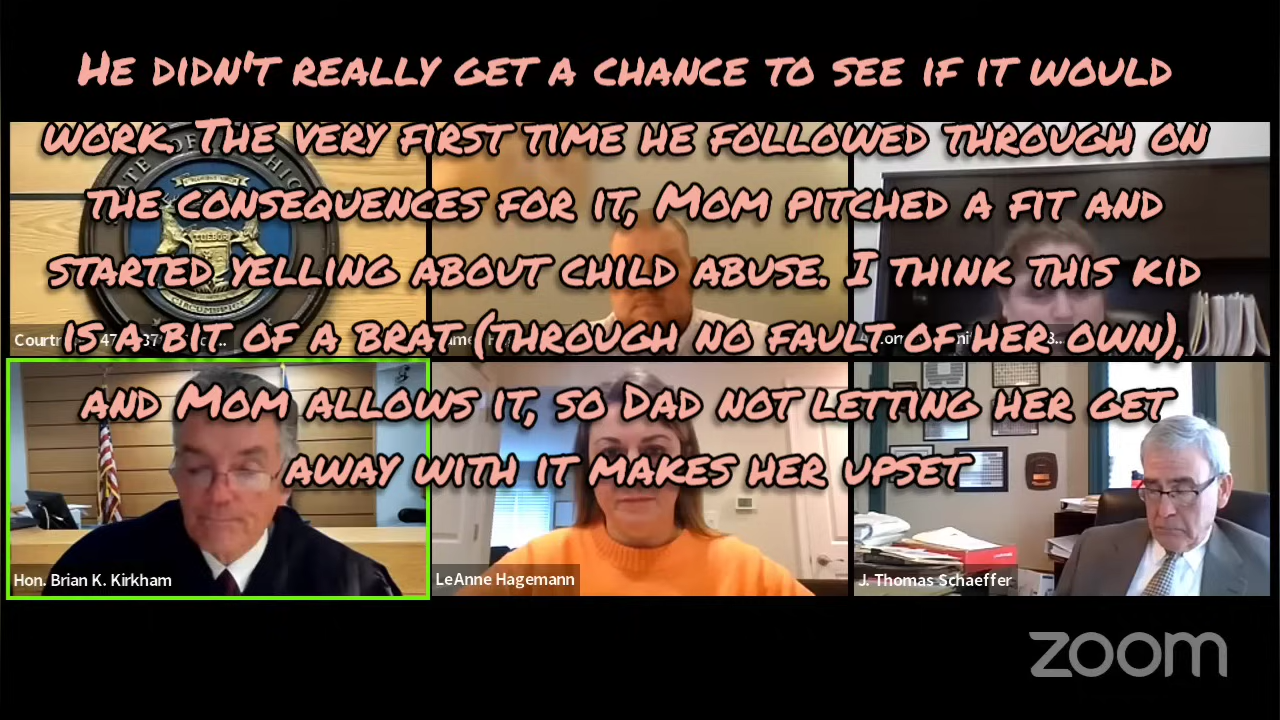 He didn't really get a chance to see if it would
work. The very first time he followed through on
the consequences for it, Mom pitched a fit and
started yelling about child abuse. I think this kid
is a bit of a brat (through no fault of her own),
and Mom allows it, so Dad not letting her get
away with it makes her upset
TUEBOR
CIRCUMSPICE
Hon. Brian K. Kirkham
LeAnne Hagemann
J. Thomas Schaeffer
zoom